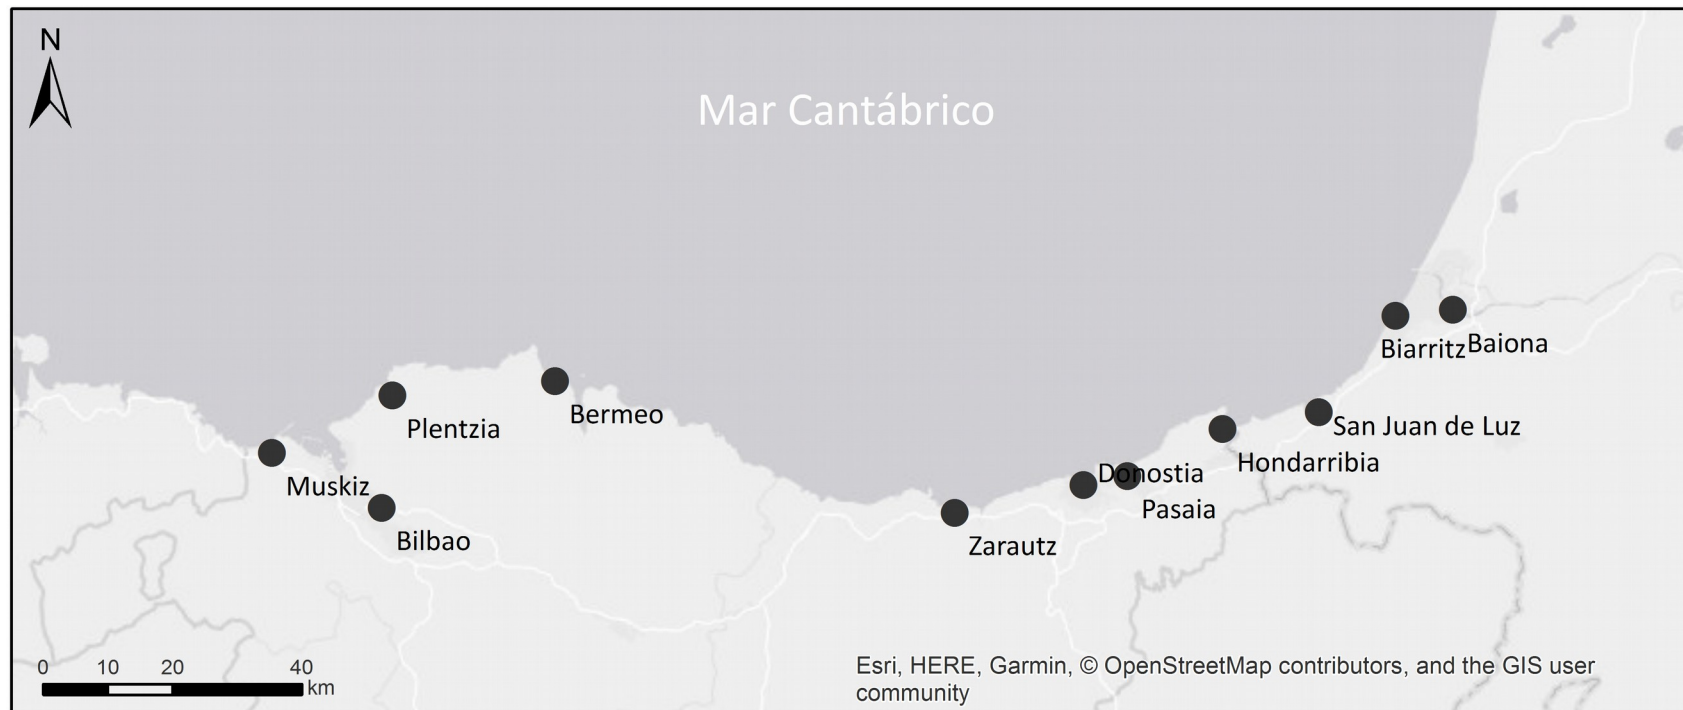 N
Mar Cantábrico
Biarritz
Baiona
Plentzia
Bermeo
San Juan de Luz
Hondarribia
Muskiz
Donostia
Pasaia
Bilbao
Zarautz
0 10 20 40
km
Esri, HERE, Garmin, © OpenStreetMap contributors, and the GIS user
community